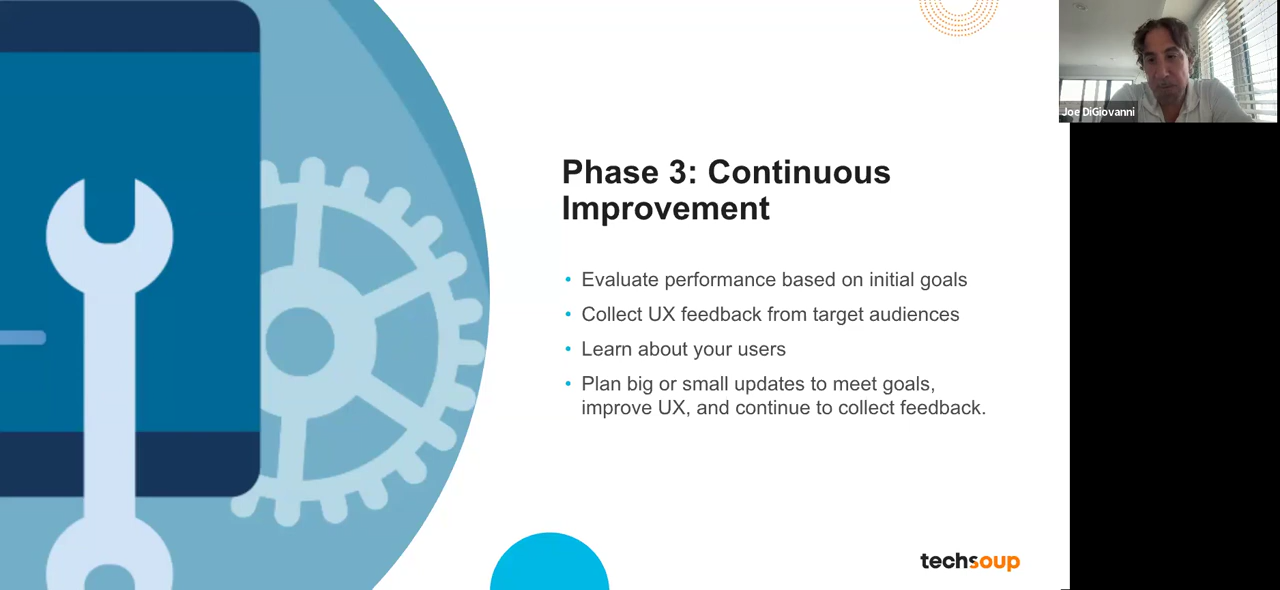 Joe DiGiovanni
Phase 3: Continuous
Improvement
• Evaluate performance based on initial goals
• Collect UX feedback from target audiences
• Learn about your users
• Plan big or small updates to meet goals,
improve UX, and continue to collect feedback.
techsoup